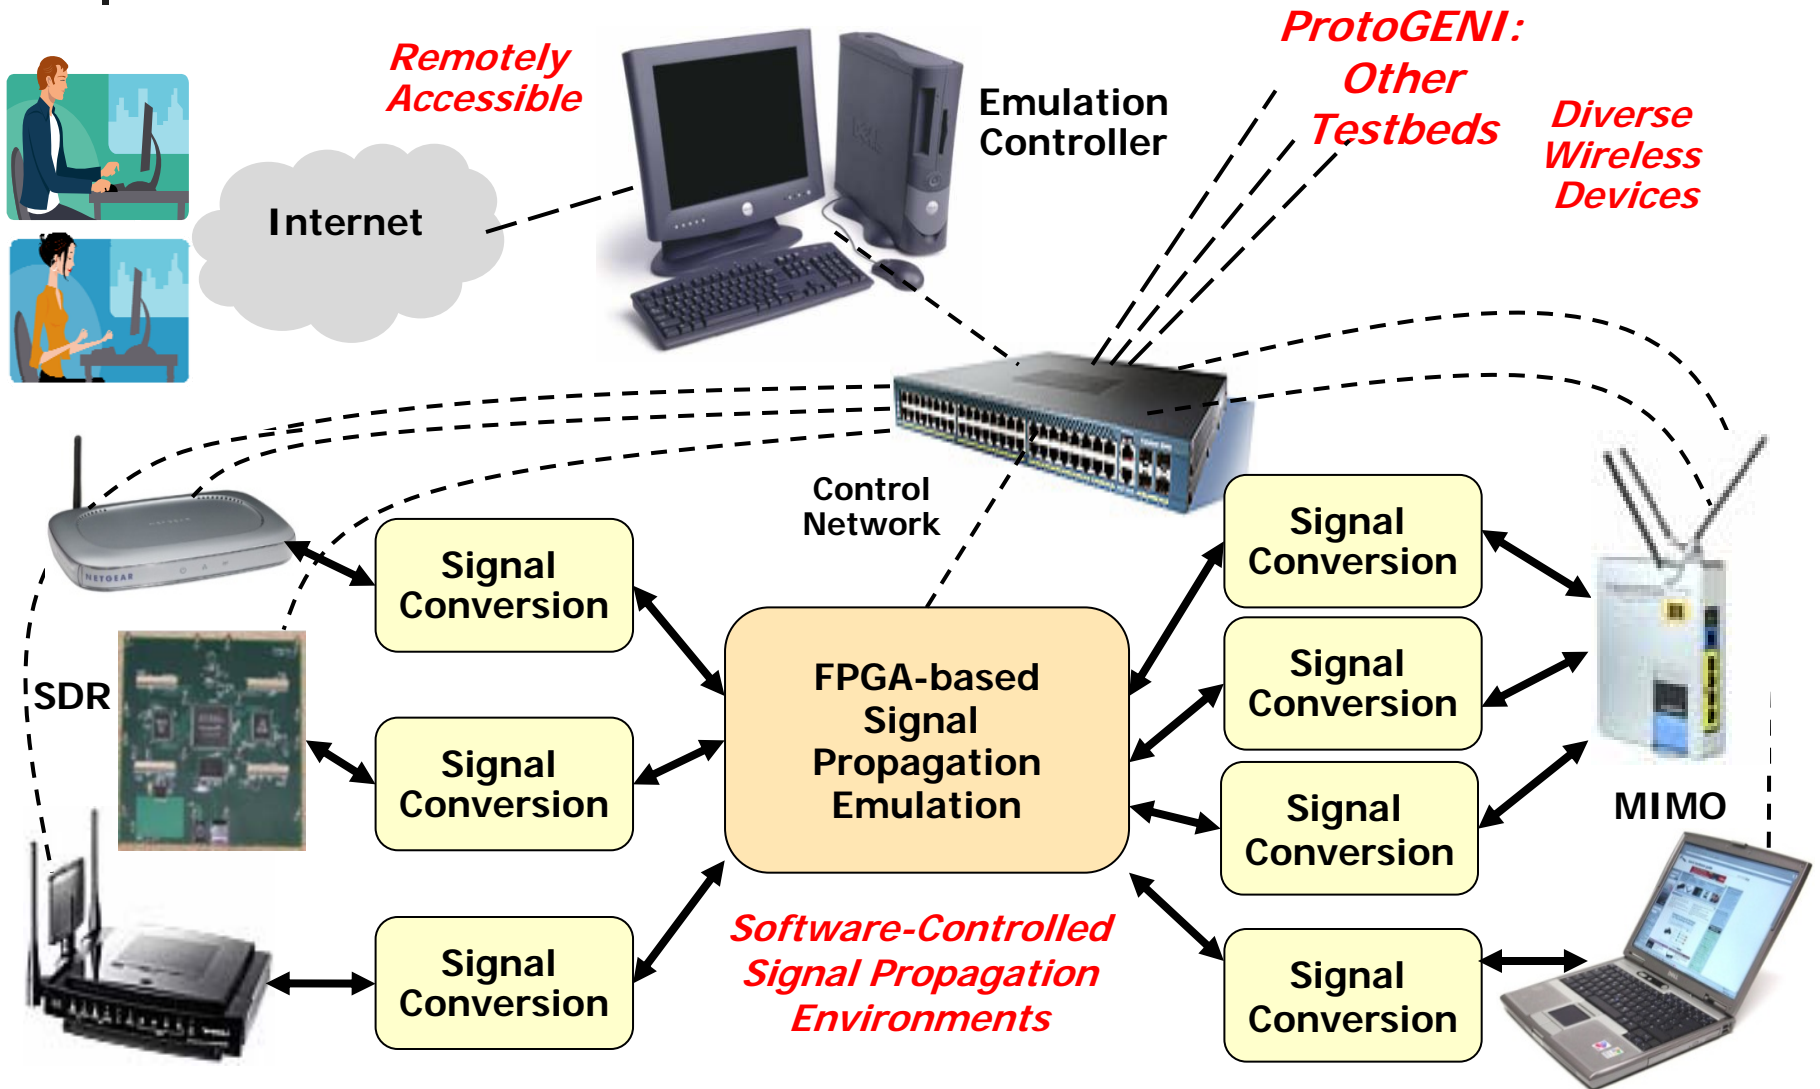 Remotely
Accessible
ProtoGENI:
Other
Testbeds
Emulation
Controller
Diverse
Wireless
Devices
Internet
Control
Network
NETGEAR
Signal
Conversion
Signal
Conversion
Signal
Conversion
SDR
FPGA-based
Signal
Propagation
Emulation
Signal
Conversion
Signal
Conversion
Signal
Conversion
Signal
Conversion
MIMO
Software-Controlled
Signal Propagation
Environments